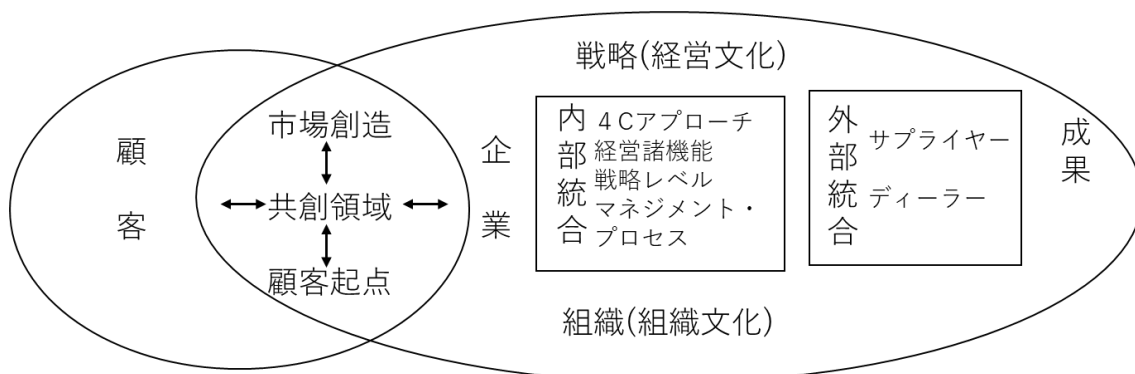 戦略(経営文化)
顧客
市場創造
共創領域
顧客起点
企業
内部統合
４Cアプローチ
経営諸機能
戦略レベル
マネジメント・
プロセス
外部統合
サプライヤー
ディーラー
成果
組織(組織文化)